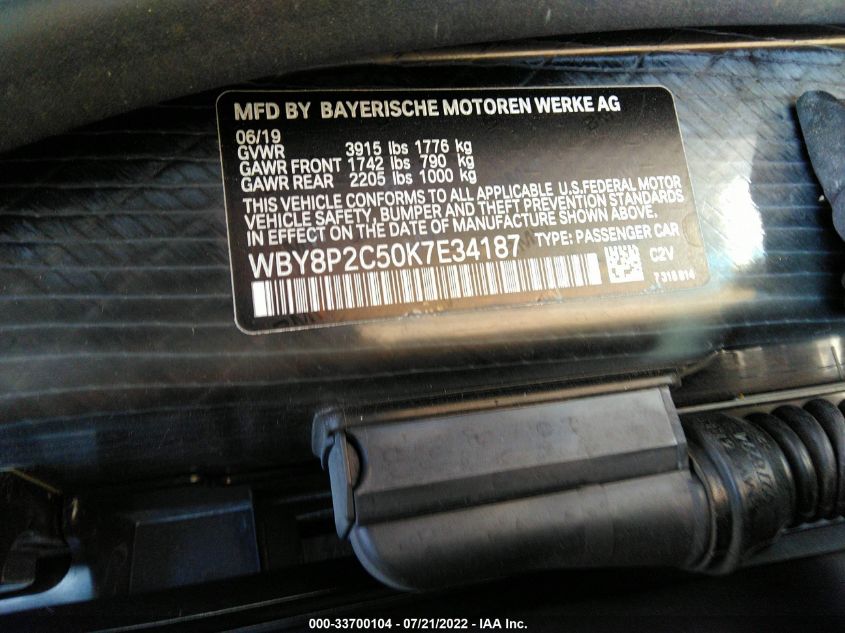 MFD BY BAYERISCHE MOTOREN WERKE AG
06/19
GVWR 3915 lbs 1776 kg
GAWR FRONT 1742 lbs 790 kg
GAWR REAR 2205 lbs 1000 kg
THIS VEHICLE CONFORMS TO ALL APPLICABLE U.S.FEDERAL MOTOR
VEHICLE SAFETY, BUMPER AND THEFT PREVENTION STANDARDS
IN EFFECT ON THE DATE OF MANUFACTURE SHOWN ABOVE.
WBY8P2C50K7E34187 TYPE: PASSENGER CAR
C2V
7 318 814
000-33700104 - 07/21/2022 - IAA Inc.